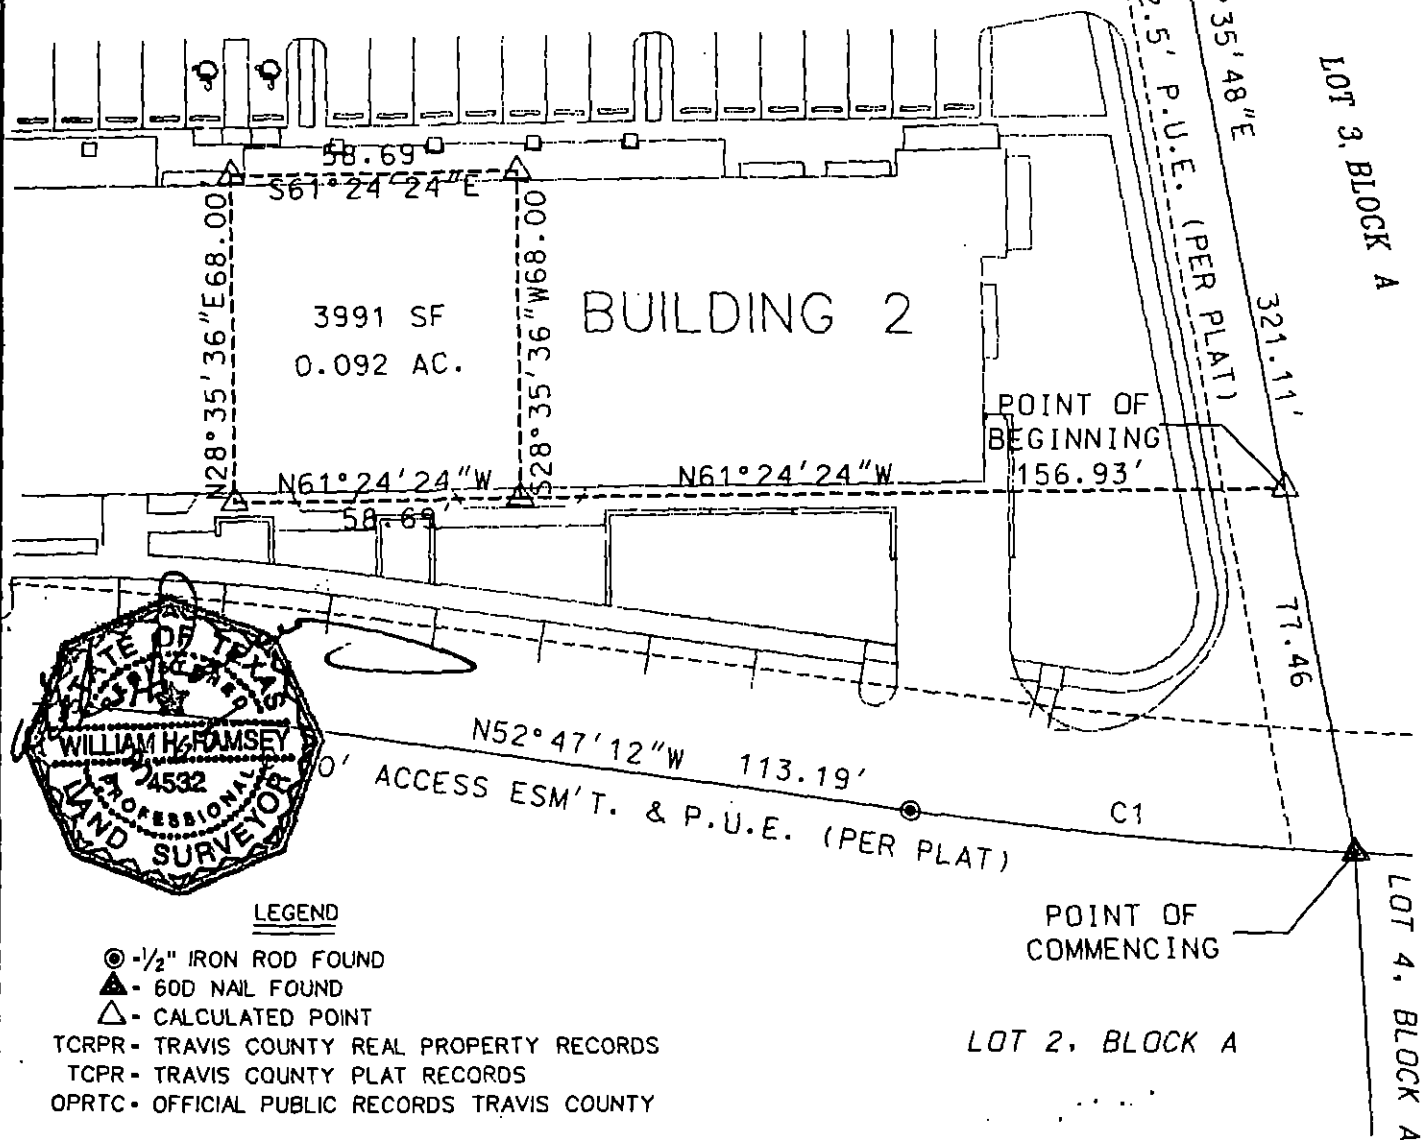 2.5' P.U.E. (PER PLAT)
35'48"E
LOT 3, BLOCK A
58.69
S61°24'24"E
N28°35'36"E68.00
S28°35'36"W68.00
3991 SF
0.092 AC.
BUILDING 2
321.11'
POINT OF
BEGINNING
N61°24'24"W
58.69
N61°24'24"W
156.93'
77.46
STATE OF TEXAS
REGISTERED
WILLIAM H. RAMSEY
4532
PROFESSIONAL
LAND SURVEYOR
N52°47'12"W 113.19'
0' ACCESS ESM'T. & P.U.E. (PER PLAT)
C1
POINT OF
COMMENCING
LOT 4, BLOCK A
LOT 2, BLOCK A
LEGEND
-1/2" IRON ROD FOUND
- 60D NAIL FOUND
- CALCULATED POINT
TCRPR - TRAVIS COUNTY REAL PROPERTY RECORDS
TCPR - TRAVIS COUNTY PLAT RECORDS
OPRTC - OFFICIAL PUBLIC RECORDS TRAVIS COUNTY